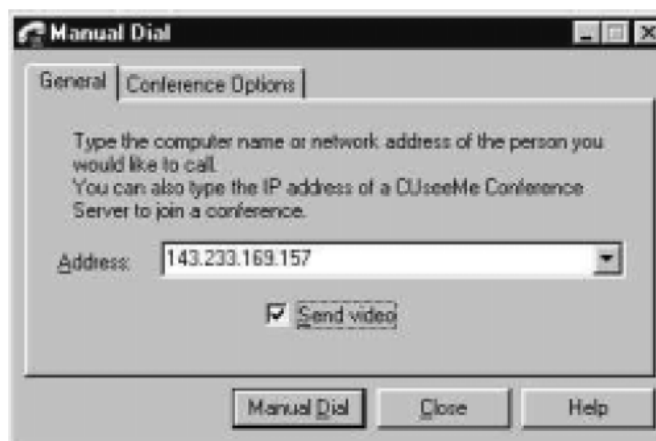 Manual Dial
General Conference Options
Type the computer name or network address of the person you
would like to call.
You can also type the IP address of a CUseeMe Conference
Server to join a conference.
Address: 143.233.169.157
Send video
Manual Dial Close Help